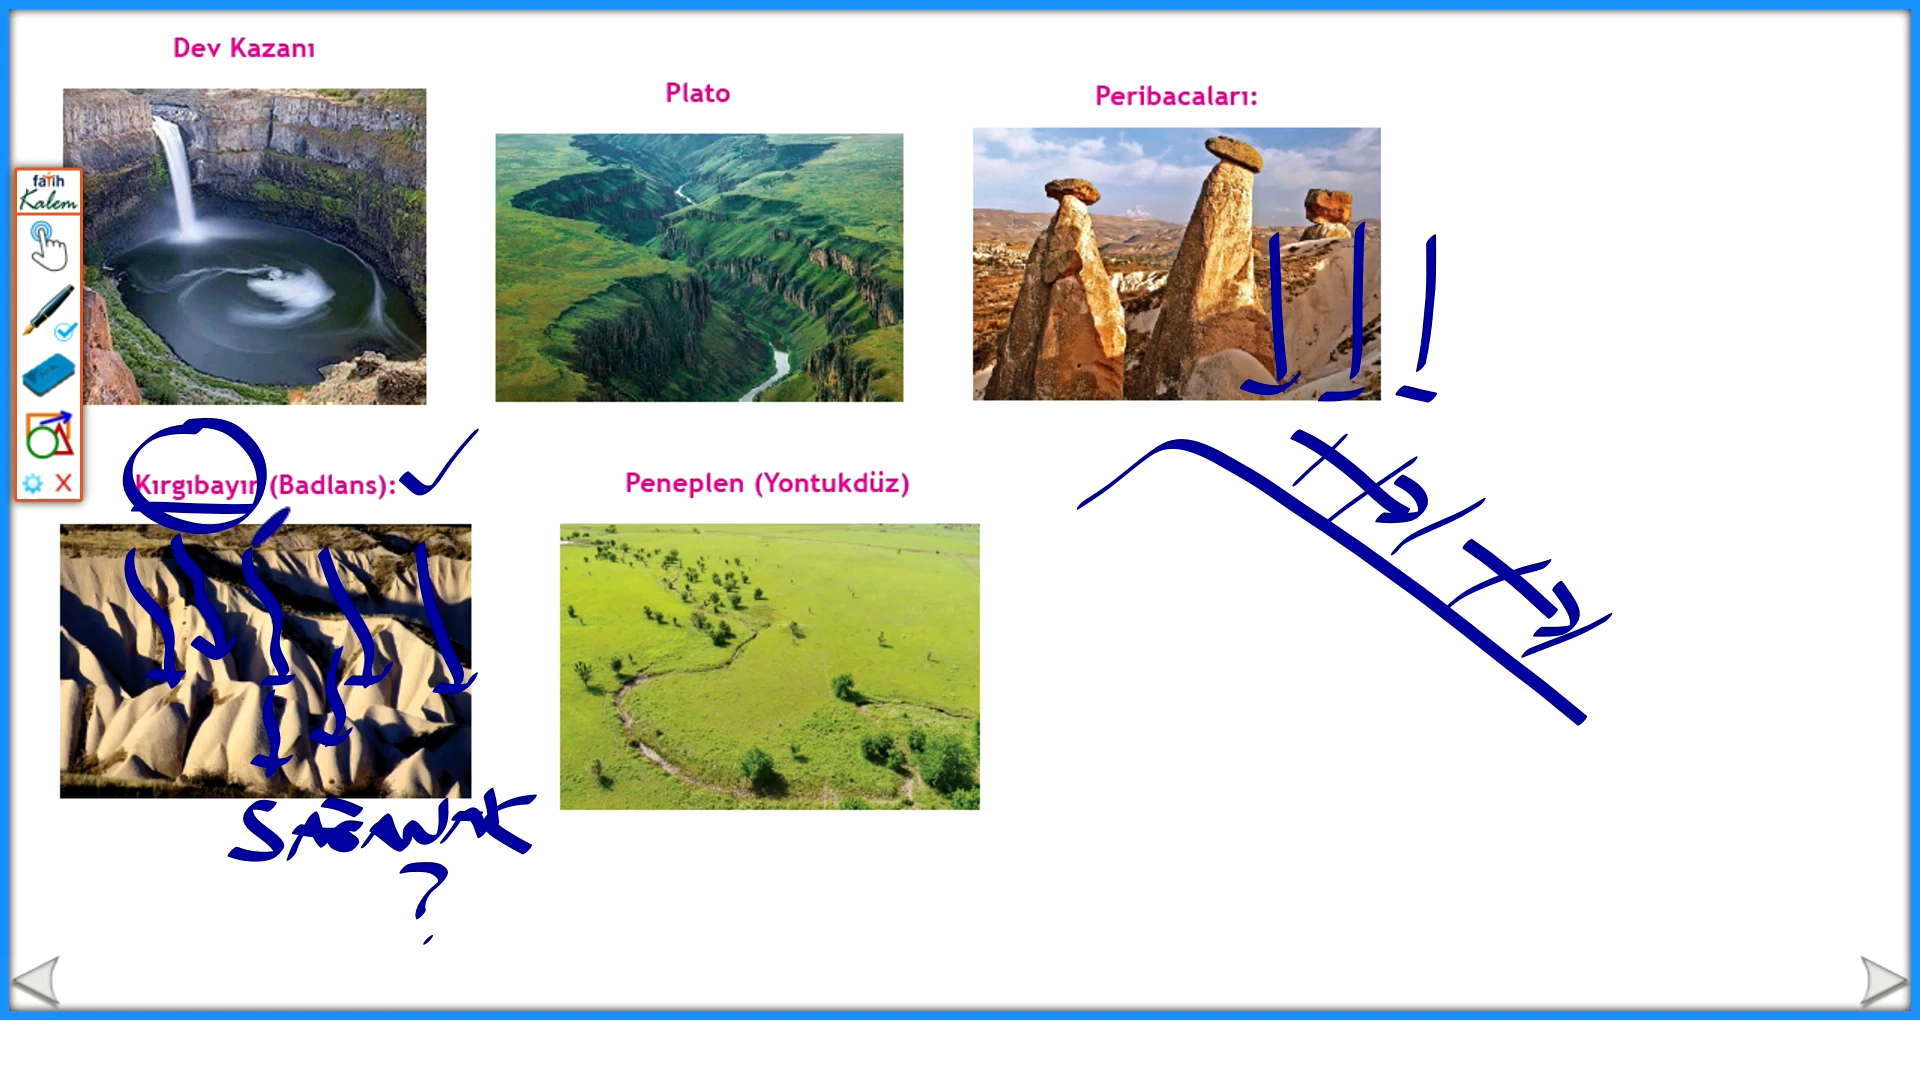 Dev Kazanı
Plato
Peribacaları:
fatih
Kalem
Kırgıbayır (Badlans):
Peneplen (Yontukdüz)
SAĞANAK
?